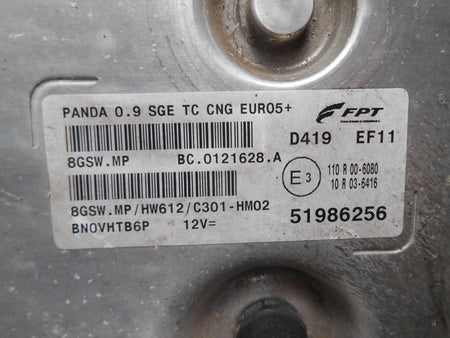 PANDA 0.9 SGE TC CNG EURO5+
FPT
D419 EF11
8GSW.MP BC.0121628.A
E3
110 R 00-6080
10 R 03-6416
8GSW.MP/HW612/C301-HM02
51986256
BNOVHTB6P 12V=